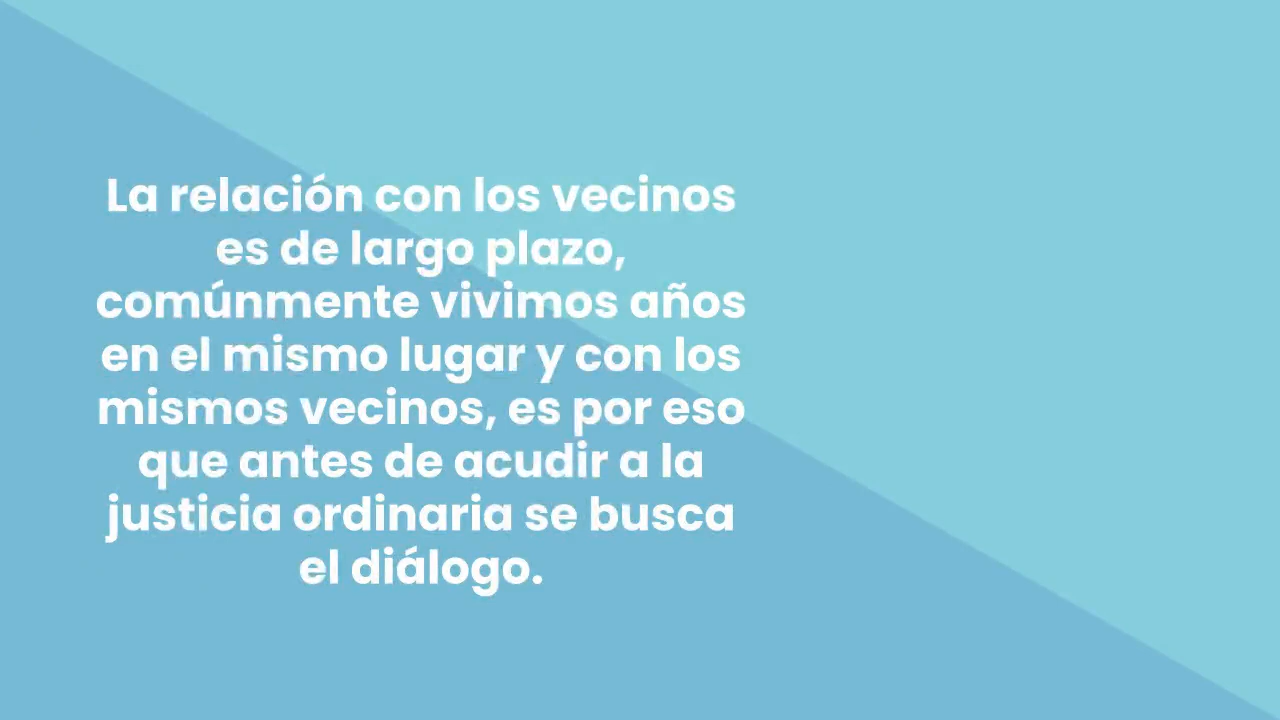 La relación con los vecinos
es de largo plazo,
comúnmente vivimos años
en el mismo lugar y con los
mismos vecinos, es por eso
que antes de acudir a la
justicia ordinaria se busca
el diálogo.